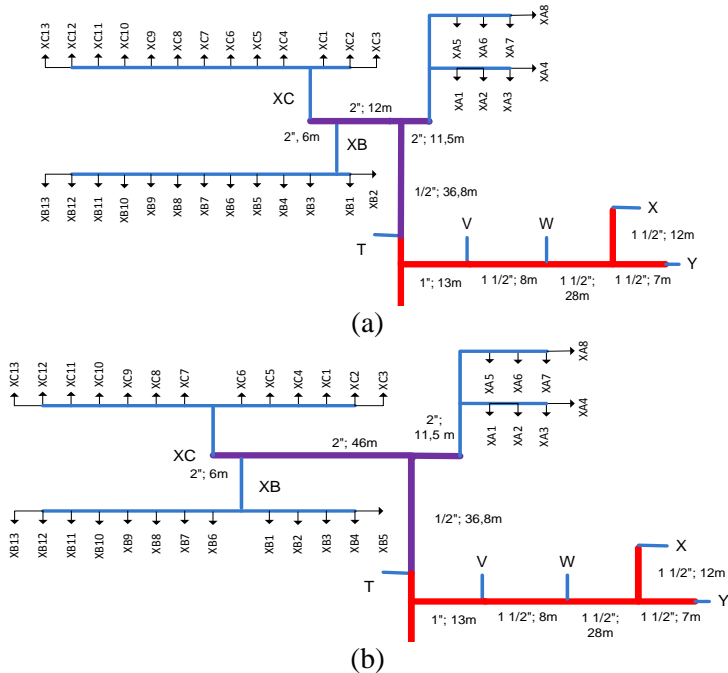 XC13 XC12 XC11 XC10 XC9 XC8 XC7 XC6 XC5 XC4 XC1 XC2 XC3
XA8
XA5 XA6 XA7
XA4
XA1 XA2 XA3
XC
2"; 12m
2", 6m
XB
2"; 11,5m
XB13 XB12 XB11 XB10 XB9 XB8 XB7 XB6 XB5 XB4 XB3 XB1 XB2
1/2"; 36,8m
T
V
W
X
1 1/2"; 12m
Y
1"; 13m
1 1/2"; 8m
1 1/2";
28m
1 1/2"; 7m
(a)
XC13 XC12 XC11 XC10 XC9 XC8 XC7 XC6 XC5 XC4 XC1 XC2 XC3
XA8
XA5 XA6 XA7
XA4
XA1 XA2 XA3
2";
11,5 m
2"; 46m
XC
2"; 6m
XB
XB13 XB12 XB11 XB10 XB9 XB8 XB7 XB6 XB1 XB2 XB3 XB4 XB5
1/2"; 36,8m
T
V
W
X
1 1/2"; 12m
Y
1"; 13m
1 1/2"; 8m
1 1/2";
28m
1 1/2"; 7m
(b)